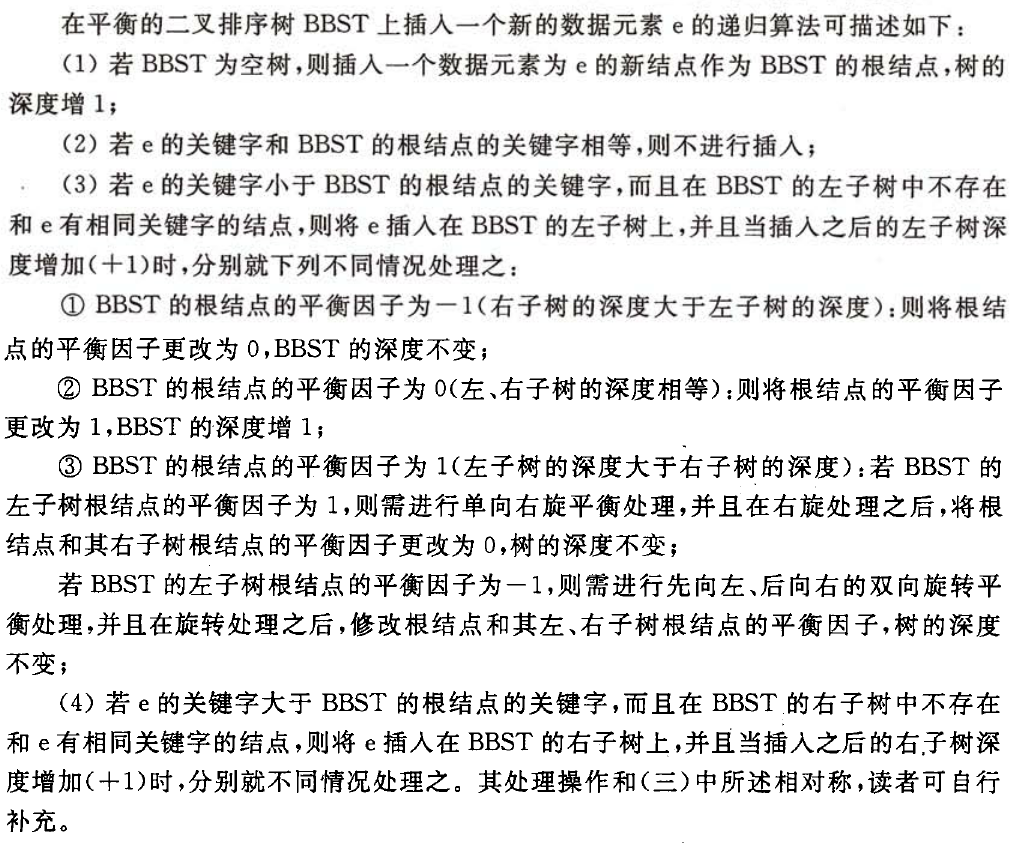 在平衡的二叉排序树 BBST 上插入一个新的数据元素 e 的递归算法可描述如下：
（1）若 BBST 为空树，则插入一个数据元素为 e 的新结点作为 BBST 的根结点，树的
深度增 1；
（2）若 e 的关键字和 BBST 的根结点的关键字相等，则不进行插入；
（3）若 e 的关键字小于 BBST 的根结点的关键字，而且在 BBST 的左子树中不存在
和 e 有相同关键字的结点，则将 e 插入在 BBST 的左子树上，并且当插入之后的左子树深
度增加（＋1）时，分别就下列不同情况处理之：
① BBST 的根结点的平衡因子为－1（右子树的深度大于左子树的深度）：则将根结
点的平衡因子更改为 0，BBST 的深度不变；
② BBST 的根结点的平衡因子为 0（左、右子树的深度相等）：则将根结点的平衡因子
更改为 1，BBST 的深度增 1；
③ BBST 的根结点的平衡因子为 1（左子树的深度大于右子树的深度）：若 BBST 的
左子树根结点的平衡因子为 1，则需进行单向右旋平衡处理，并且在右旋处理之后，将根
结点和其右子树根结点的平衡因子更改为 0，树的深度不变；
若 BBST 的左子树根结点的平衡因子为－1，则需进行先向左、后向右的双向旋转平
衡处理，并且在旋转处理之后，修改根结点和其左、右子树根结点的平衡因子，树的深度
不变；
（4）若 e 的关键字大于 BBST 的根结点的关键字，而且在 BBST 的右子树中不存在
和 e 有相同关键字的结点，则将 e 插入在 BBST 的右子树上，并且当插入之后的右子树深
度增加（＋1）时，分别就不同情况处理之。其处理操作和（三）中所述相对称，读者可自行
补充。